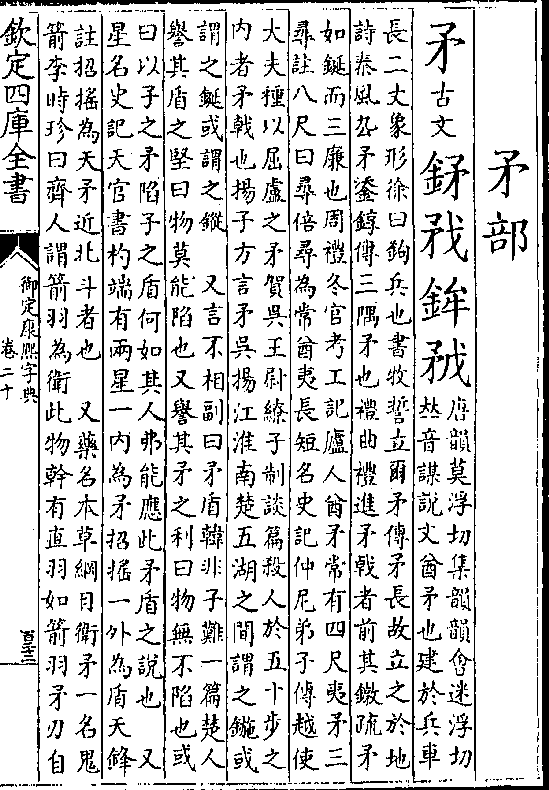 矛部
矛古文𨥨𢦧鉾𢦵唐韻莫浮切集韻韻㑹迷浮切
𠀤音謀說文酋矛也建於兵車
長二丈象形徐曰鉤兵也書牧誓立爾矛傳矛長故立之於地
詩秦風厹矛鋈錞傳三隅矛也禮曲禮進矛戟者前其鐓疏矛
如鋋而三廉也周禮冬官考工記廬人酋矛常有四尺夷矛三
尋註八尺曰尋倍尋為常酋夷長短名史記仲尼弟子傳越使
大夫種以屈盧之矛賀吳王尉繚子制談篇殺人於五十步之
内者矛戟也揚子方言矛吳揚江淮南楚五湖之間謂之鍦或
謂之鋋或謂之鏦 又言不相副曰矛盾韓非子難一篇楚人
譽其盾之堅曰物莫能陷也又譽其矛之利曰物無不陷也或
曰以子之矛陷子之盾何如其人弗能應此矛盾之說也 又
星名史記天官書杓端有兩星一内為矛招揺一外為盾天鋒
註招揺為天矛近北斗者也 又藥名本草綱目衛矛一名鬼
箭李時珍曰齊人謂箭羽為衛此物幹有直羽如箭羽矛刃自
欽定四庫全書
御定康熙字典
卷二十